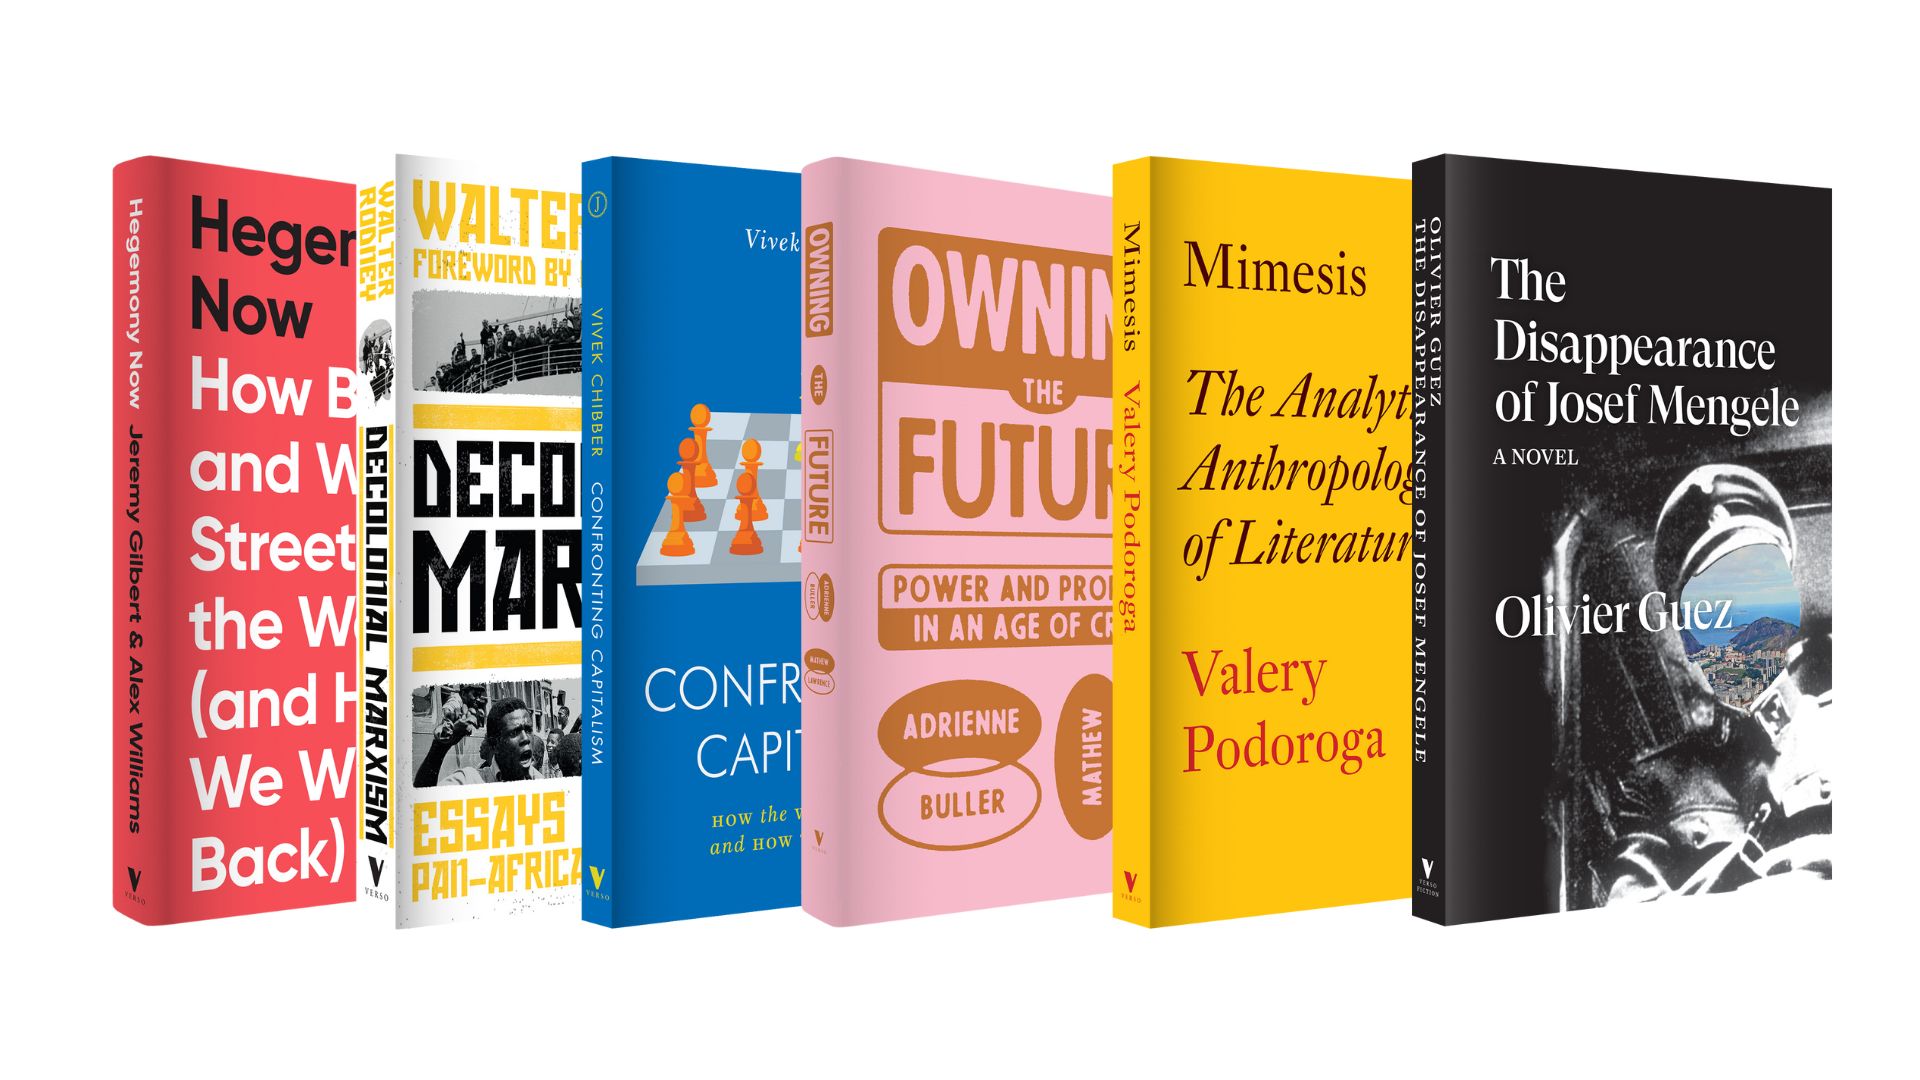 Hegemony Now Jeremy Gilbert & Alex Williams
VERSO
Heger
Now
How B
and W
Street
the Wo
(and H
We W
Back)
WALTER
RODNEY
DECOLONIAL MARXISM
VERSO
WALTER
FOREWORD BY
DECO
MAR
ESSAYS
PAN-AFRICA
J
VIVEK CHIBBER CONFRONTING CAPITALISM
VERSO
Vivek
CONFR
CAPIT
HOW the W
and HOW
OWNING
THE
FUTURE
ADRIENNE
BULLER
MATHEW
LAWRENCE
VERSO
OWNIN
THE
FUTUR
POWER AND PROP
IN AN AGE OF CR
ADRIENNE
BULLER
MATHEW
Mimesis Valery Podoroga
VERSO
Mimesis
The Analyt
Anthropolog
of Literatur
Valery
Podoroga
OLIVIER GUEZ
THE DISAPPEARANCE OF JOSEF MENGELE
VERSO
FICTION
The
Disappearance
of Josef Mengele
A NOVEL
Olivier Guez